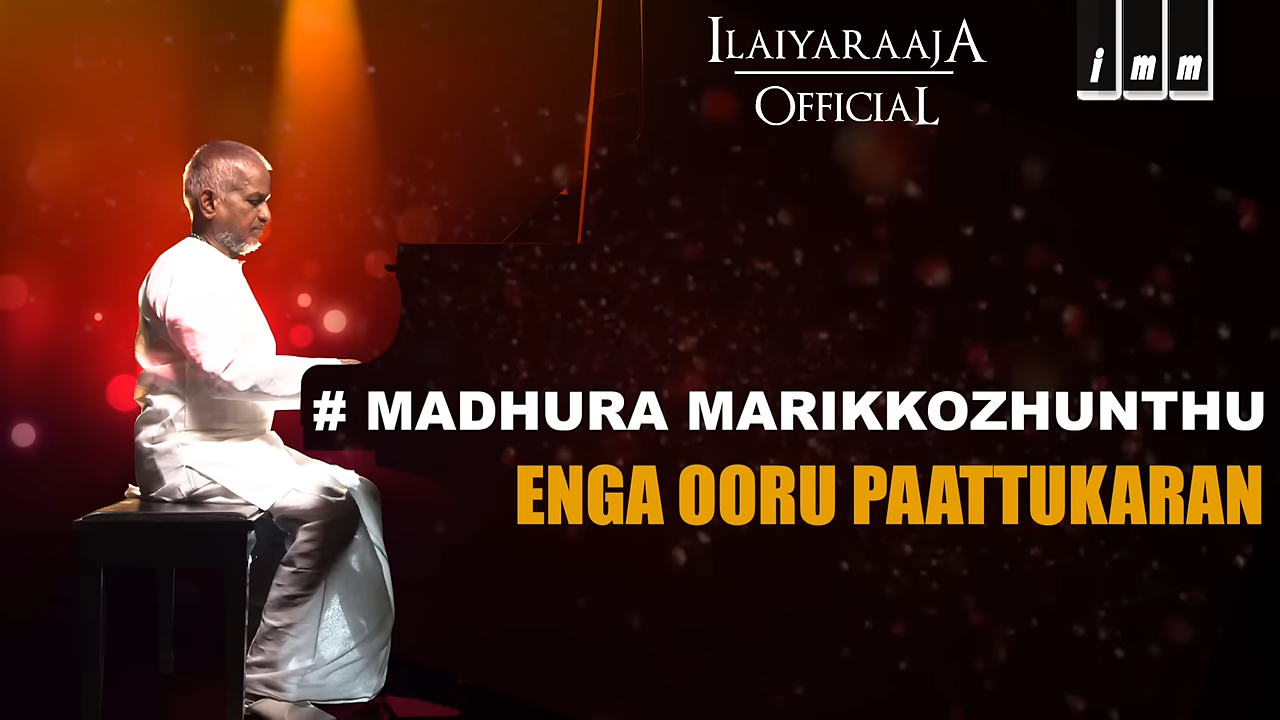 ILAIYARAAJA
OFFICIAL
imm
# MADHURA MARIKKOZHUNTHU
ENGA OORU PAATTUKARAN